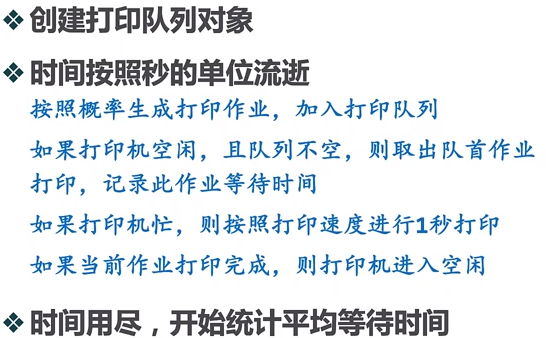 创建打印队列对象
时间按照秒的单位流逝
按照概率生成打印作业，加入打印队列
如果打印机空闲，且队列不空，则取出队首作业
打印，记录此作业等待时间
如果打印机忙，则按照打印速度进行1秒打印
如果当前作业打印完成，则打印机进入空闲
时间用尽，开始统计平均等待时间